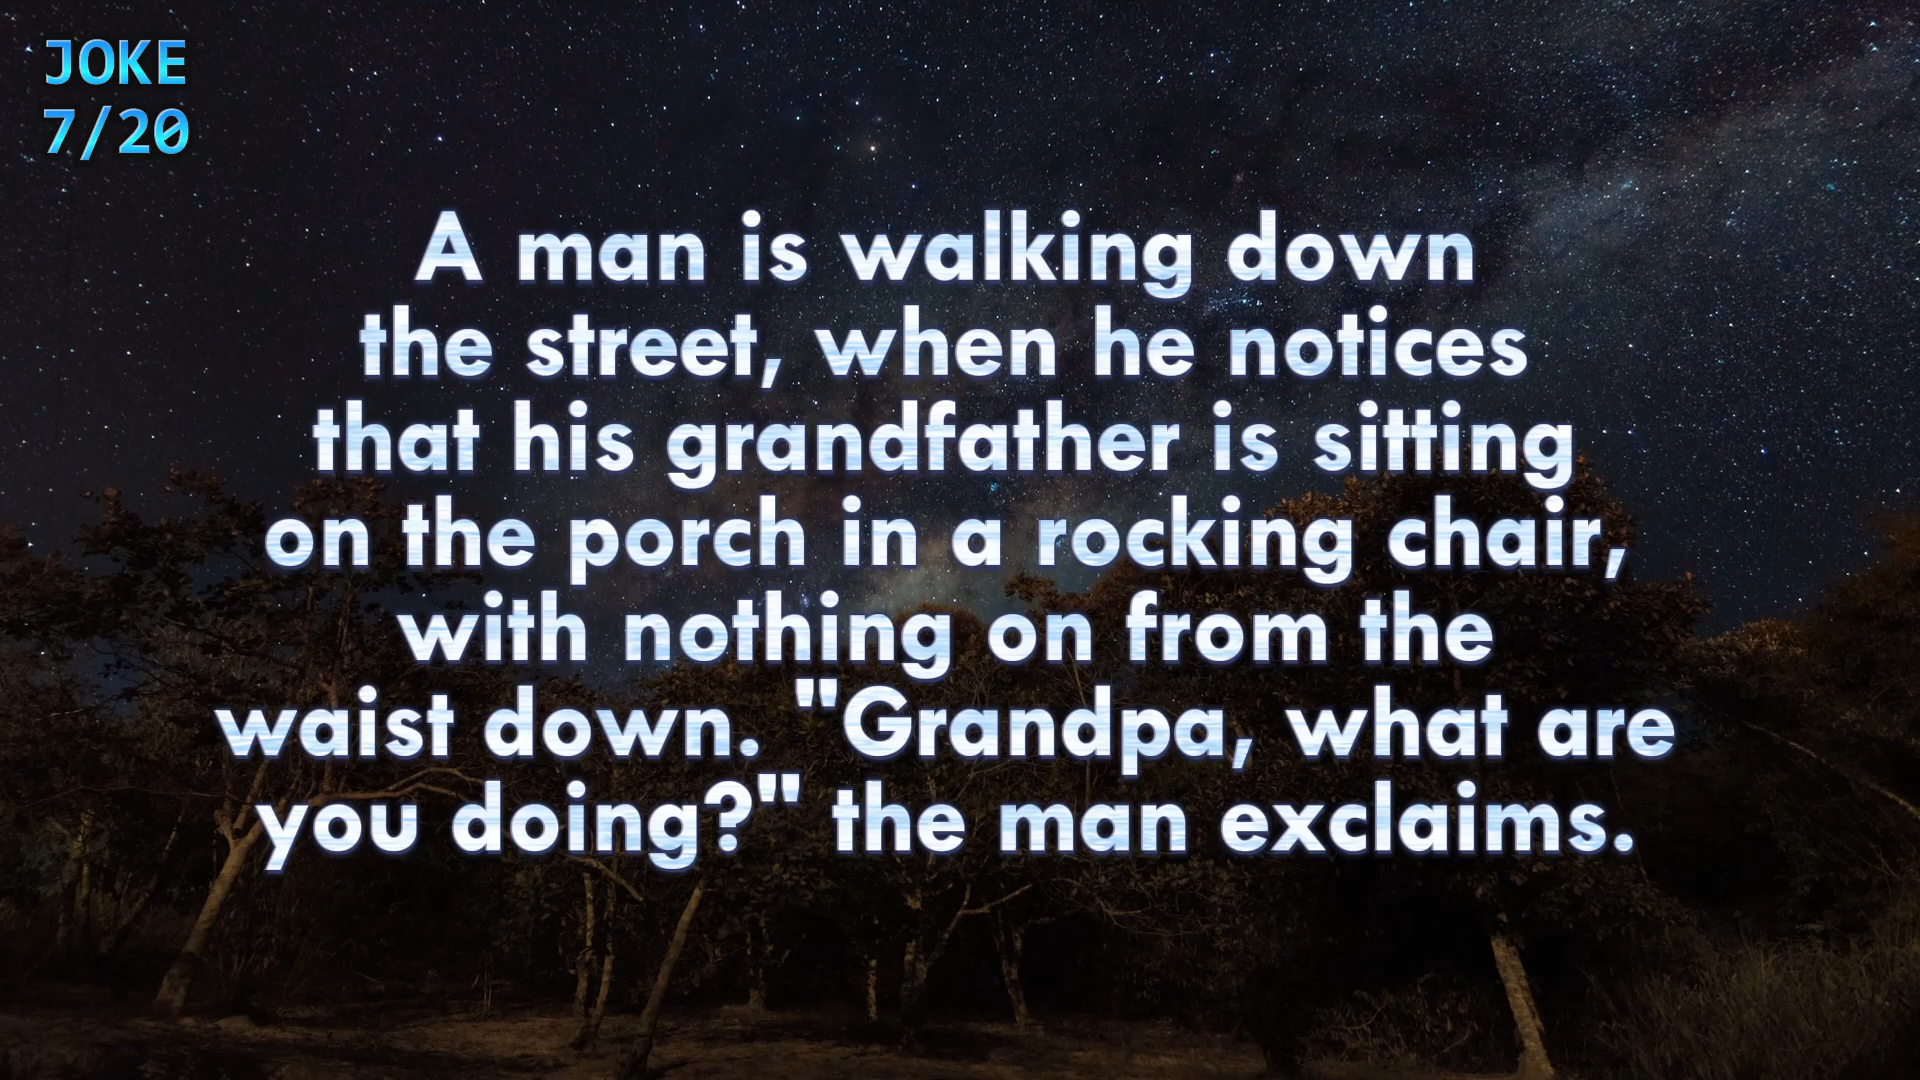 JOKE
7/20
A man is walking down
the street, when he notices
that his grandfather is sitting
on the porch in a rocking chair,
with nothing on from the
waist down. "Grandpa, what are
you doing?" the man exclaims.